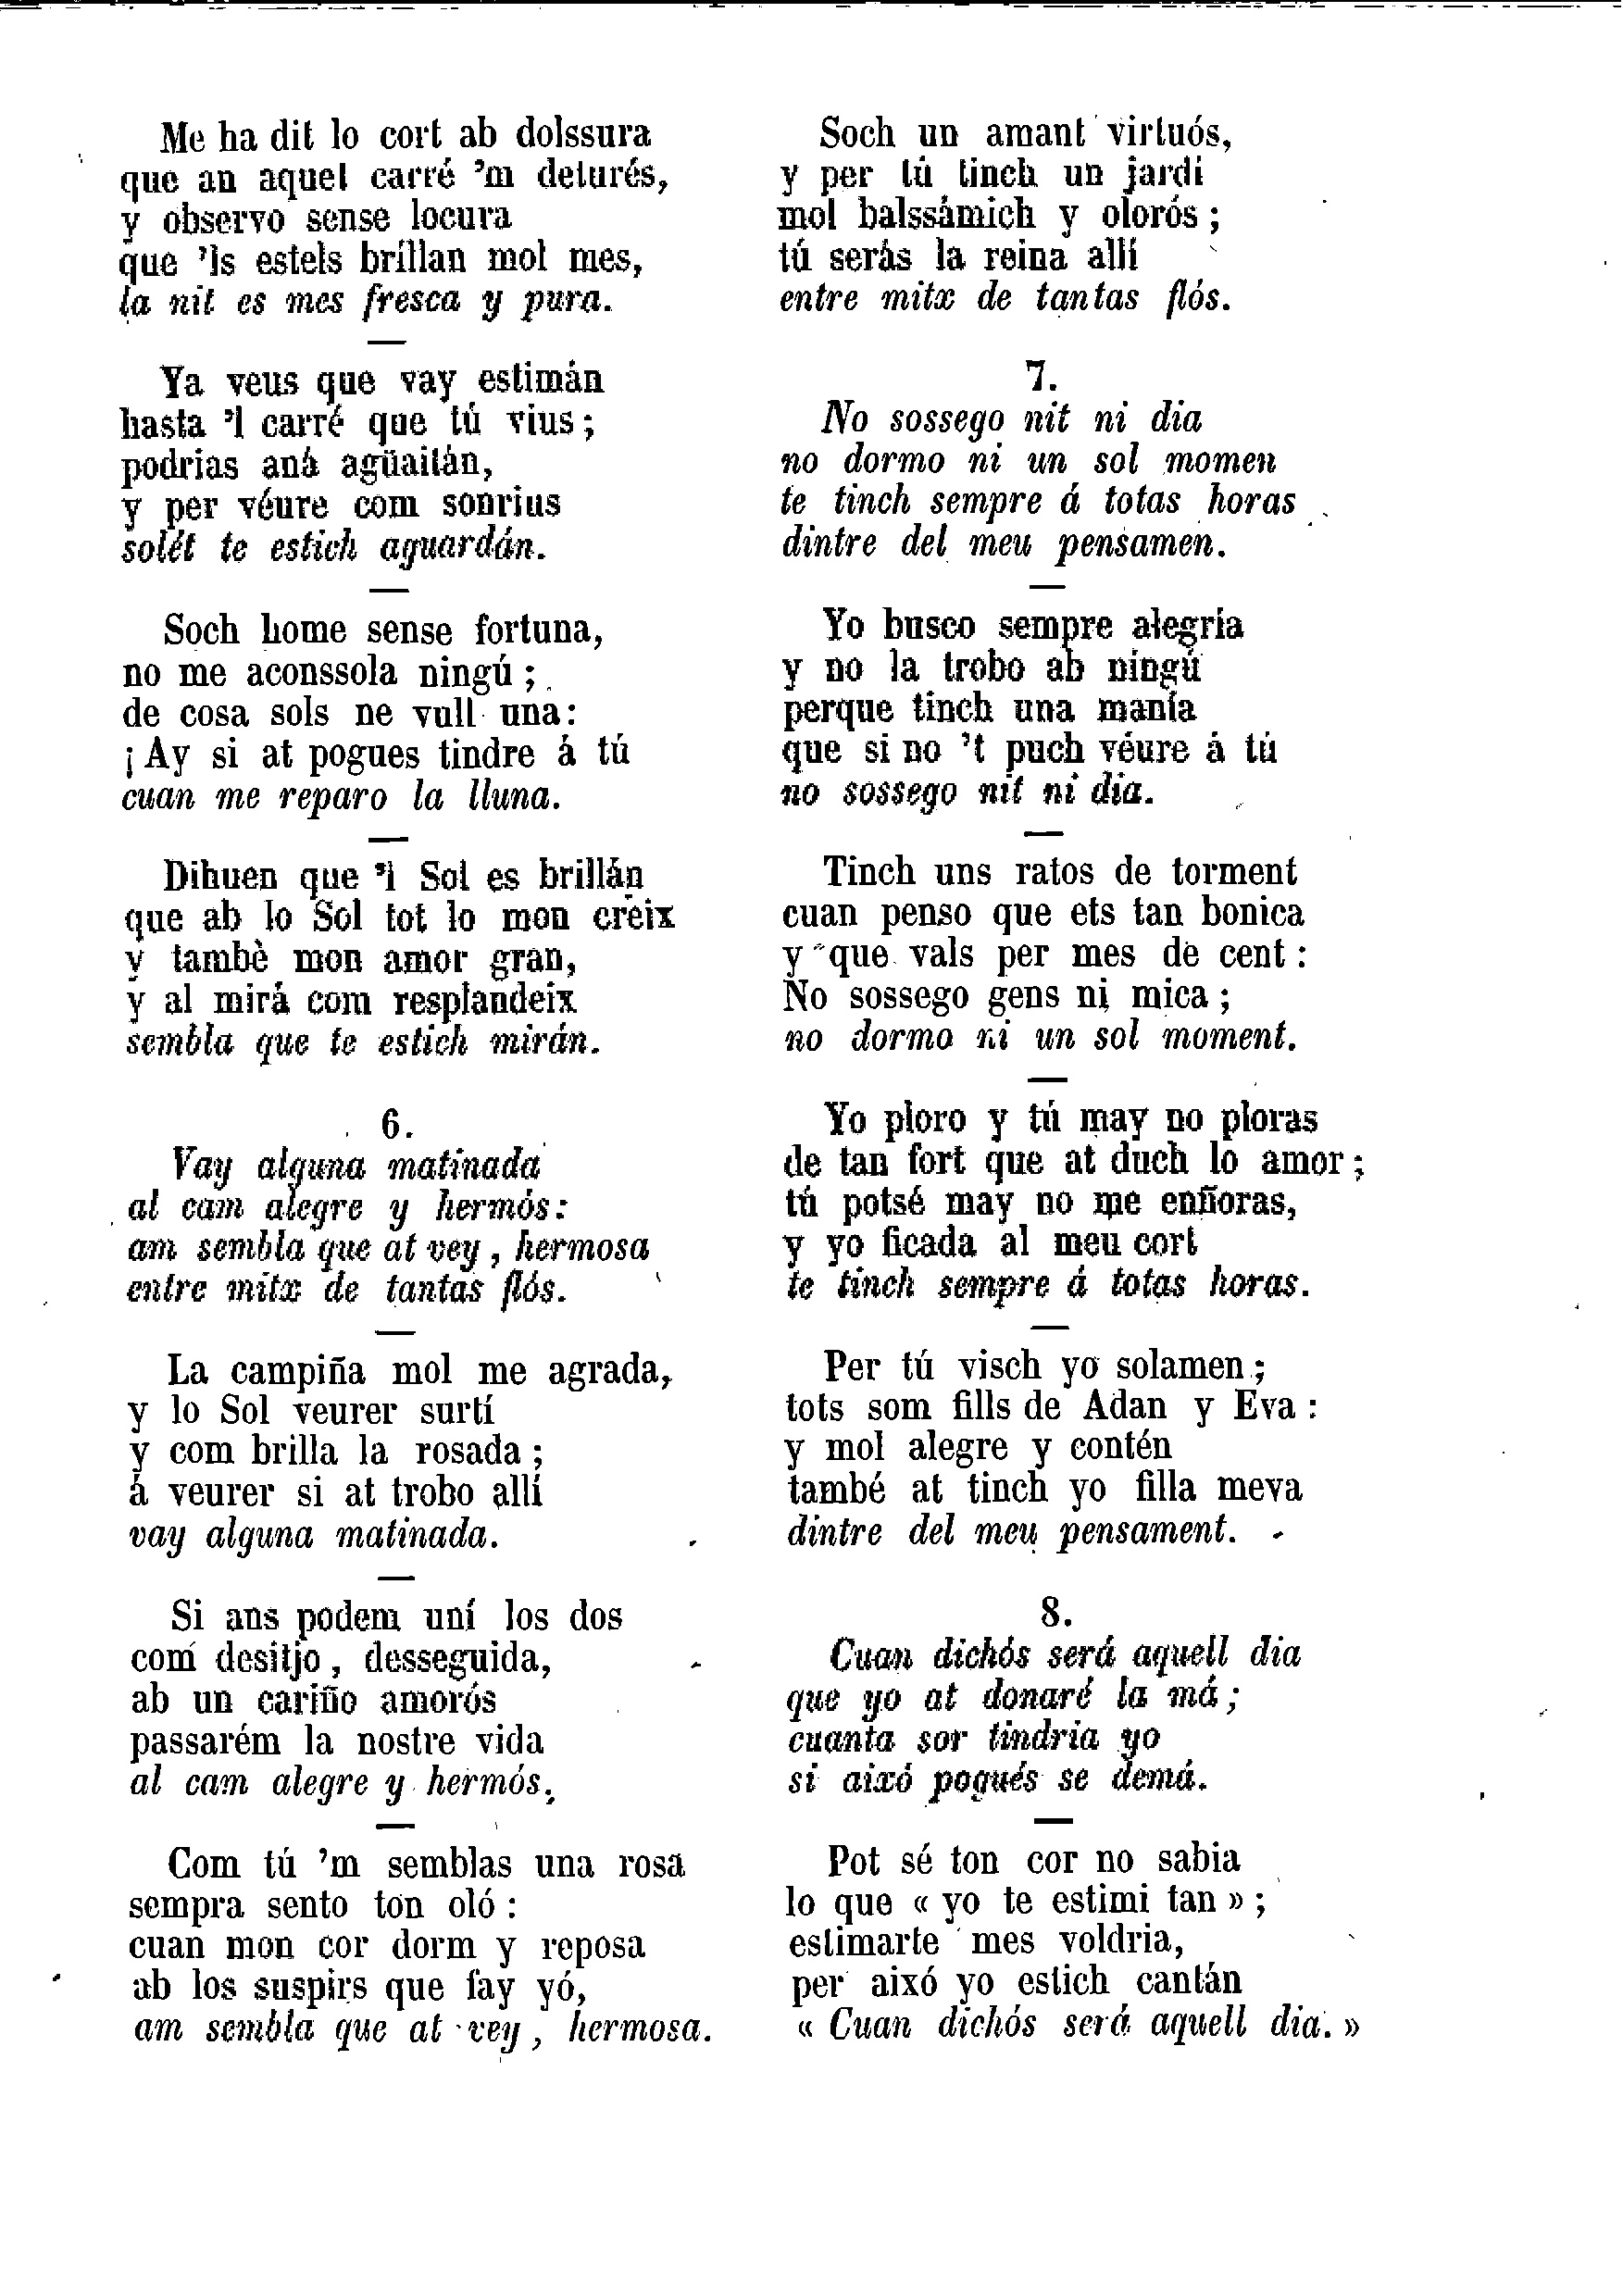 Me ha dit lo cort ab dolssura
que an aquel carré 'm deturés,
y observo sense locura
que 'ls estels bríllan mol mes,
la nit es mes fresca y pura.
Ya veus que vay estimán
hasta 'l carré que tú vius;
podrias aná agüaitán,
y per véure com sonrius
solét te estich aguardán.
Soch home sense fortuna,
no me aconssola ningú;
de cosa sols ne vull una:
¡Ay si at pogues tindre á tú
cuan me reparo la lluna.
Dihuen que 'l Sol es brillán
que ab lo Sol tot lo mon creix
y també mon amor gran,
y al mirá com resplandeix
sembla que te estich mirán.
6.
Vay alguna matinada
al cam alegre y hermós:
am sembla que at vey, hermosa
entre mitx de tantas flós.
La campiña mol me agrada,
y lo Sol veurer surtí
y com brilla la rosada;
á veurer si at trobo allí
vay alguna matinada.
Si ans podem uní los dos
com desitjo, desseguida,
ab un cariño amorós
passarém la nostre vida
al cam alegre y hermós.
Com tú 'm semblas una rosa
sempra sento ton oló:
cuan mon cor dorm y reposa
ab los suspirs que fay yó,
am sembla que at vey, hermosa.
Soch un amant virtuós,
y per tú tinch un jardi
mol balssámich y olorós;
tú serás la reina allí
entre mitx de tantas flós.
7.
No sossego nit ni dia
no dormo ni un sol momen
te tinch sempre á totas horas
dintre del meu pensamen.
Yo busco sempre alegría
y no la trobo ab ningú
perque tinch una manía
que si no 't puch véure á tú
no sossego nit ni dia.
Tinch uns ratos de torment
cuan penso que ets tan bonica
y que vals per mes de cent:
No sossego gens ni mica;
no dormo ni un sol moment.
Yo ploro y tú may no ploras
de tan fort que at duch lo amor;
tú potsé may no me enñoras,
y yo ficada al meu cort
te tinch sempre á totas horas.
Per tú visch yo solamen;
tots som fills de Adan y Eva:
y mol alegre y contén
també at tinch yo filla meva
dintre del meu pensament.
8.
Cuan dichós será aquell dia
que yo at donaré la má;
cuanta sor tindria yo
si aixó pogués se demá.
Pot sé ton cor no sabia
lo que « yo te estimi tan »;
estimarte mes voldria,
per aixó yo estich cantán
« Cuan dichós será aquell dia. »